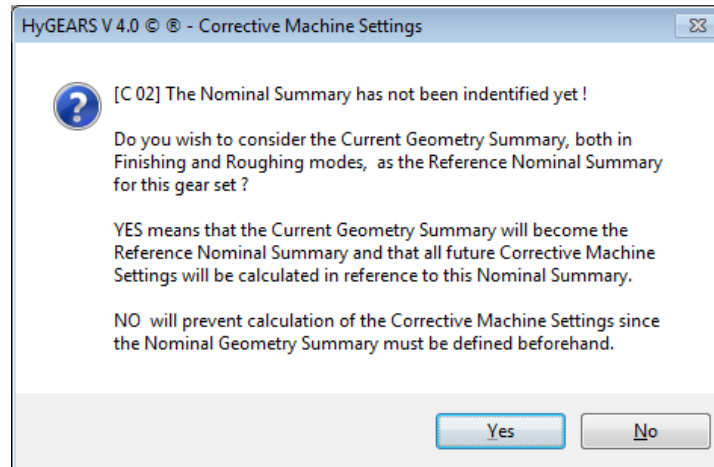 HyGEARS V 4.0 © ® - Corrective Machine Settings
[C 02] The Nominal Summary has not been indentified yet !
Do you wish to consider the Current Geometry Summary, both in
Finishing and Roughing modes,  as the Reference Nominal Summary
for this gear set ?
YES means that the Current Geometry Summary will become the
Reference Nominal Summary and that all future Corrective Machine
Settings will be calculated in reference to this Nominal Summary.
NO  will prevent calculation of the Corrective Machine Settings since
the Nominal Geometry Summary must be defined beforehand.
Yes
No